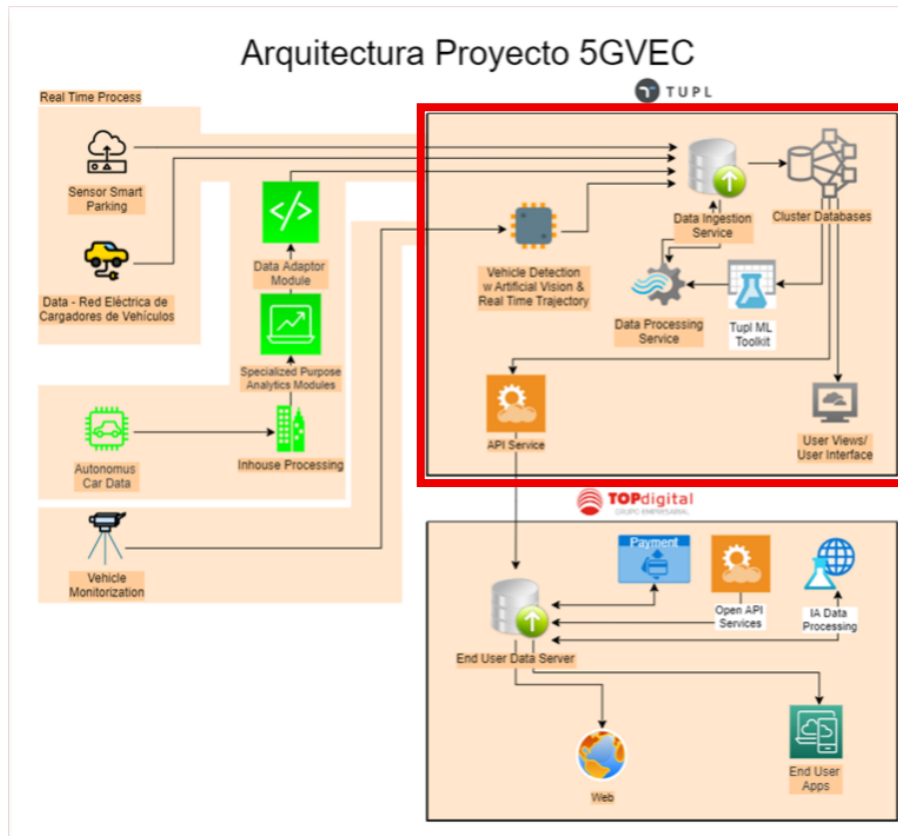 Arquitectura Proyecto 5GVEC
TUPL
Real Time Process
Sensor Smart
Parking
Data - Red Eléctrica de
Cargadores de Vehículos
Data Adaptor
Module
Specialized Purpose
Analytics Modules
Autonomus
Car Data
Inhouse Processing
Vehicle
Monitorization
Vehicle Detection
w Artificial Vision &
Real Time Trajectory
Data Ingestion
Service
Cluster Databases
Data Processing
Service
Tupl ML
Toolkit
API Service
User Views/
User Interface
TOPdigital
GRUPO EMPRESARIAL
Payment
Open API
Services
IA Data
Processing
End User Data Server
Web
End User
Apps